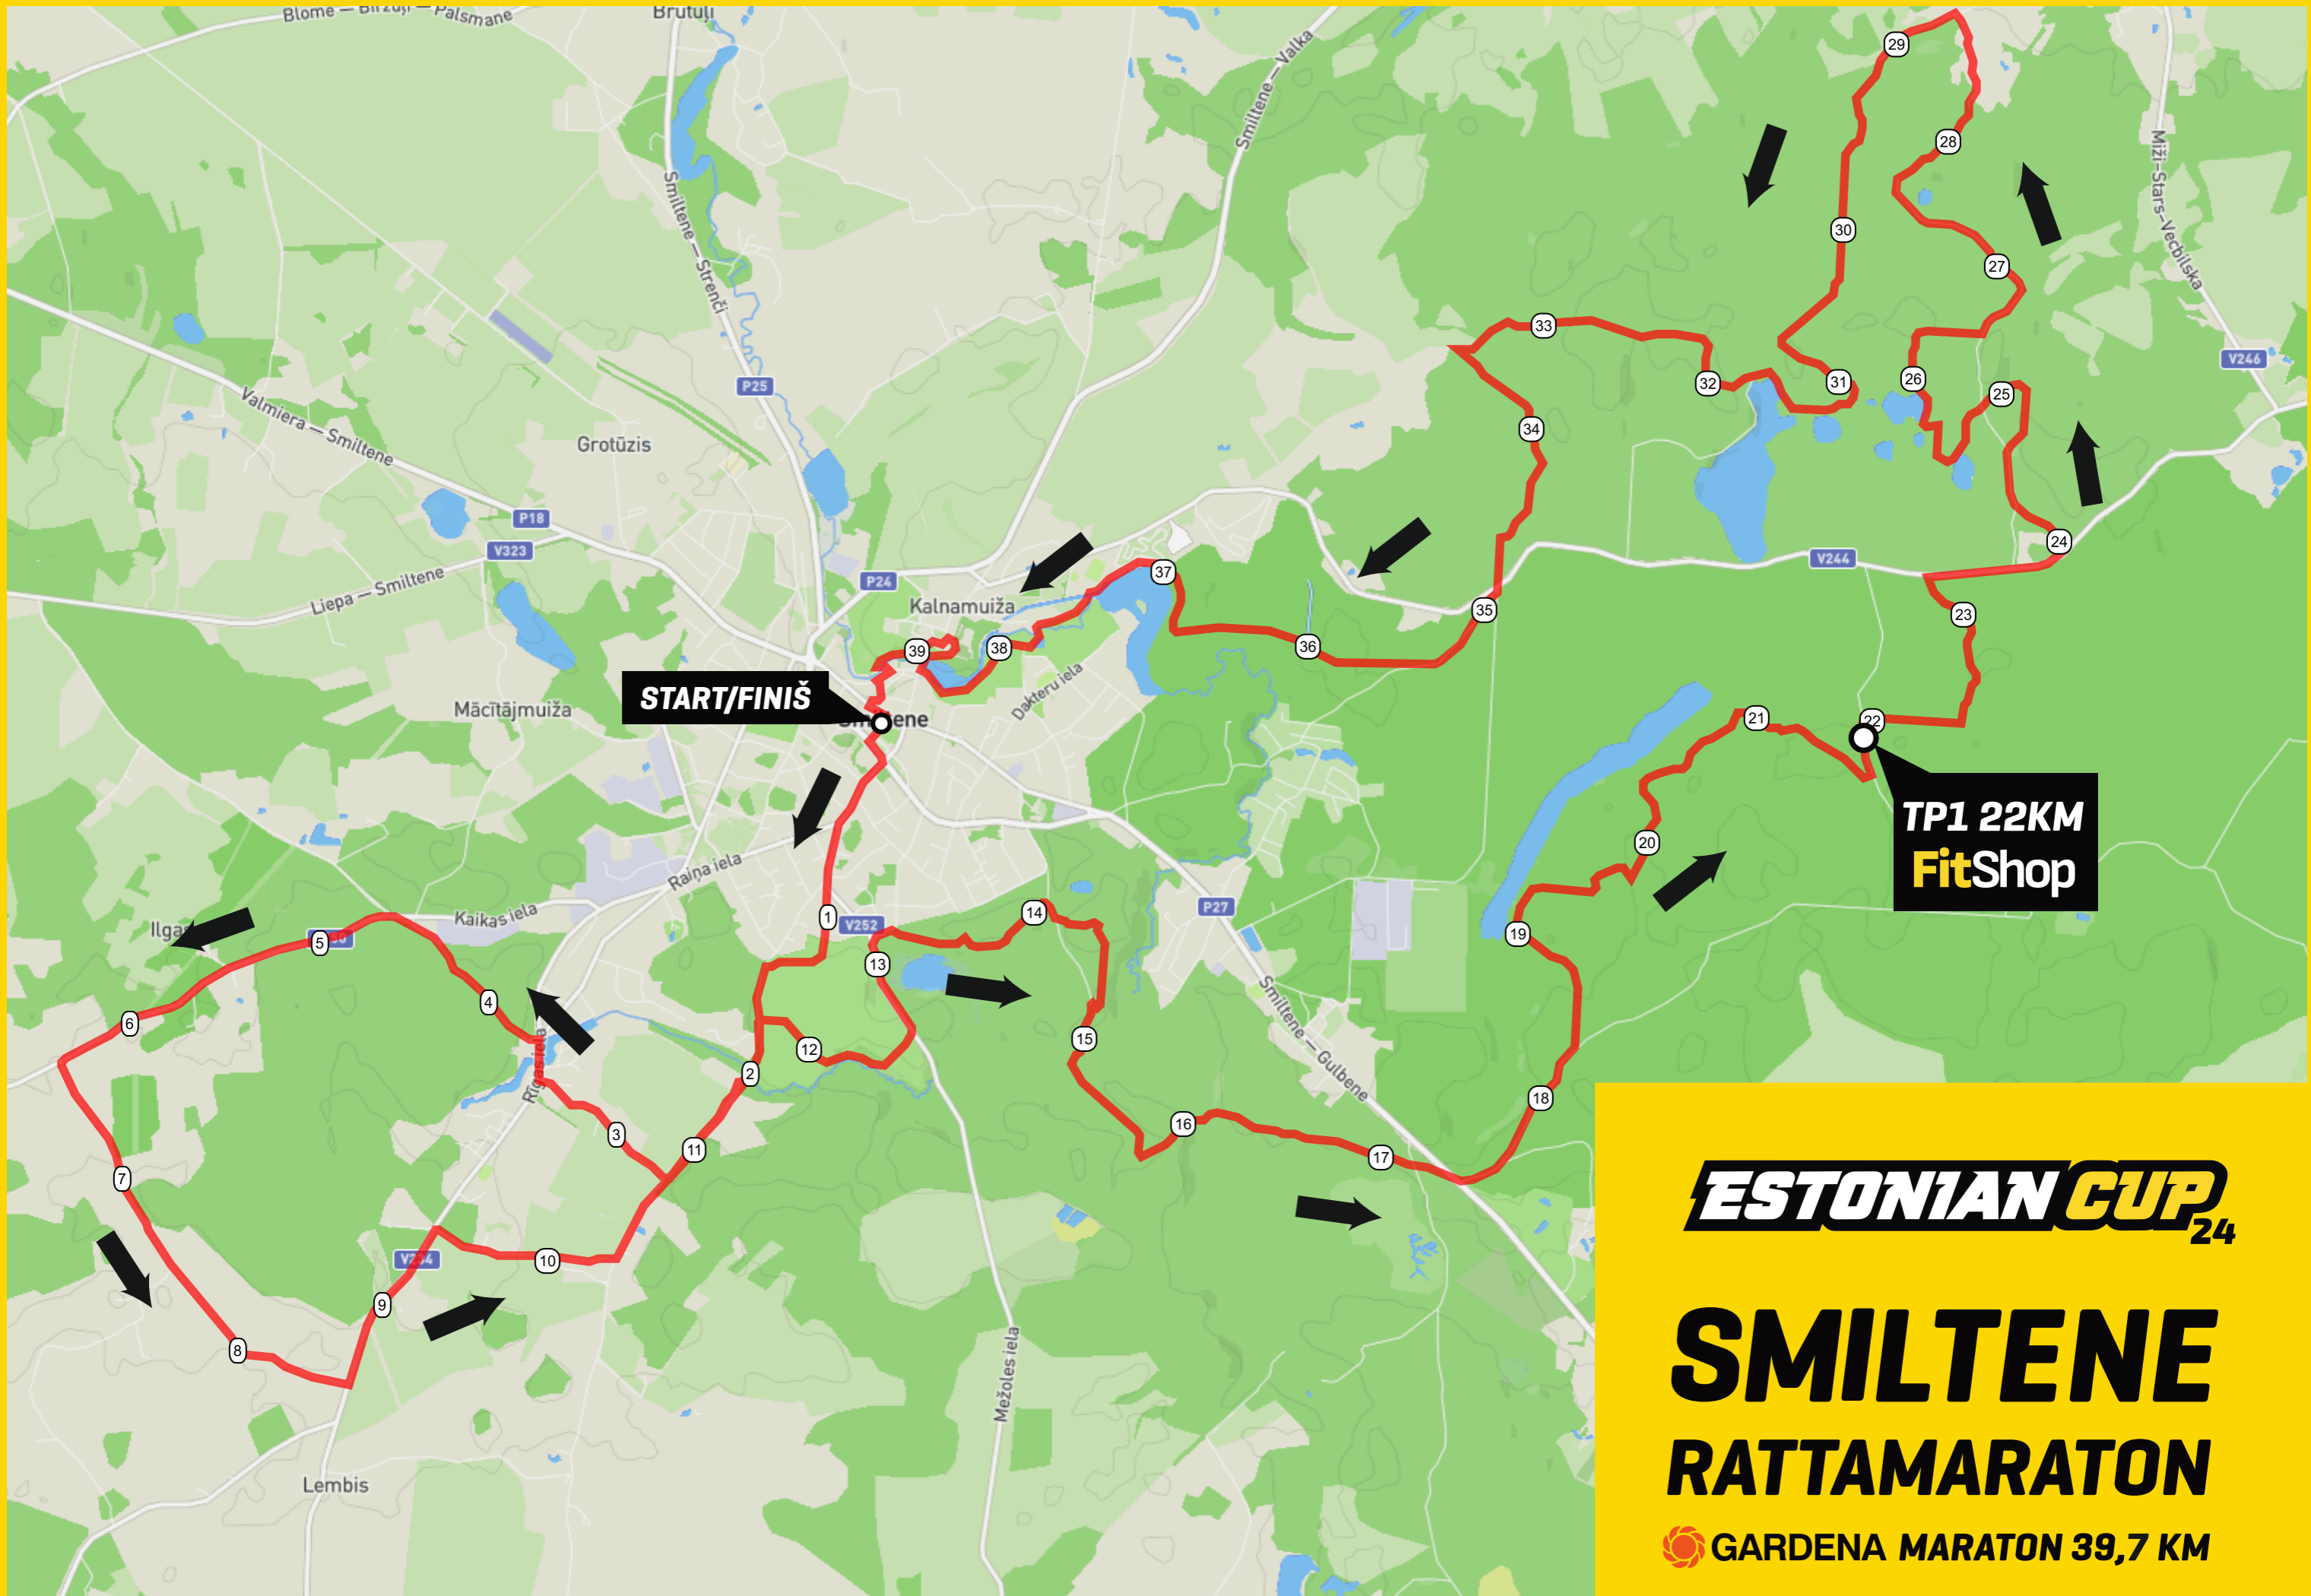 Blome — Birzuļi — Palsmane
Brutuļi
Smiltene — Valka
29
28
Miži–Stars–Vecbilska
Smiltene — Strenči
30
27
33
V246
P25
32
31
26
25
Valmiera — Smiltene
Grotūzis
34
P18
V323
24
V244
Liepa — Smiltene
P24
37
Kalnamuiža
35
23
39
38
36
START/FINIŠ
Dakteru iela
Mācītājmuiža
21
22
TP1 22KM
FitShop
20
Raiņa iela
Kaikas iela
1
V252
14
P27
5
19
13
4
6
Smiltene — Gulbene
12
15
2
Rīgas iela
18
3
16
11
17
7
V234
10
9
8
Mežoles iela
Lembis
ESTONIAN CUP
24
SMILTENE
RATTAMARATON
GARDENA MARATON 39,7 KM